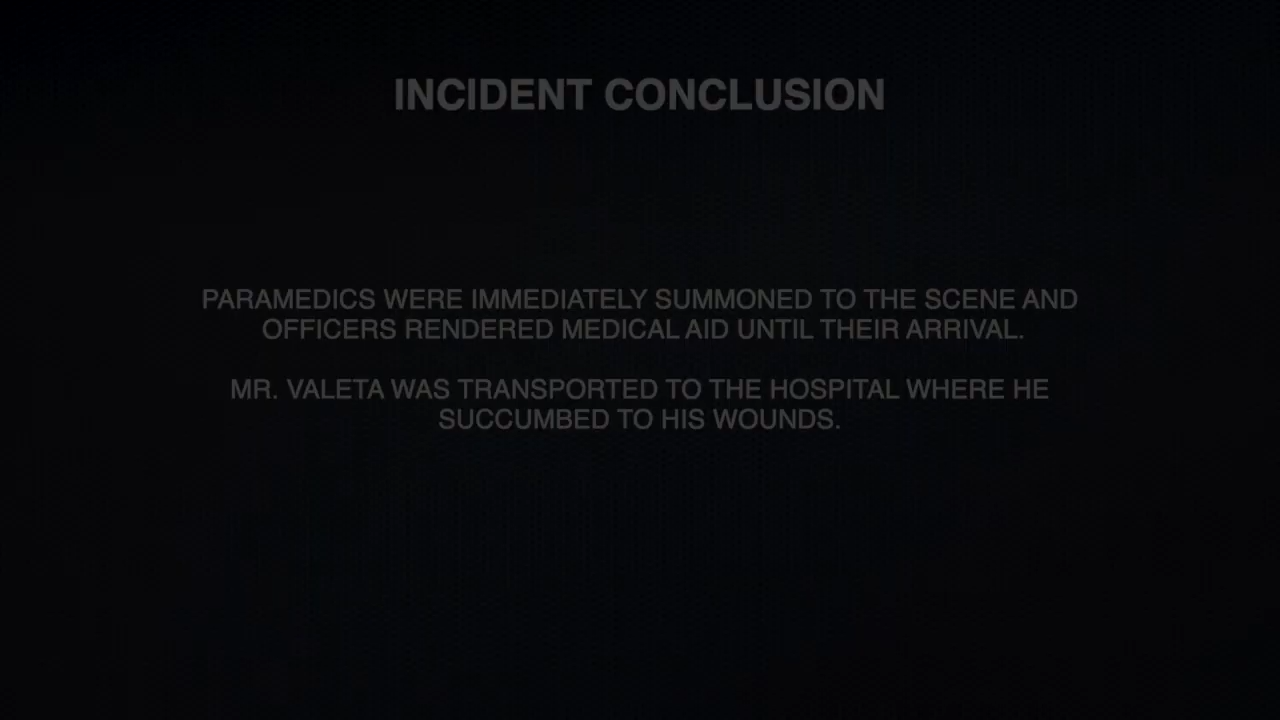 INCIDENT CONCLUSION
PARAMEDICS WERE IMMEDIATELY SUMMONED TO THE SCENE AND
OFFICERS RENDERED MEDICAL AID UNTIL THEIR ARRIVAL.
MR. VALETA WAS TRANSPORTED TO THE HOSPITAL WHERE HE
SUCCUMBED TO HIS WOUNDS.